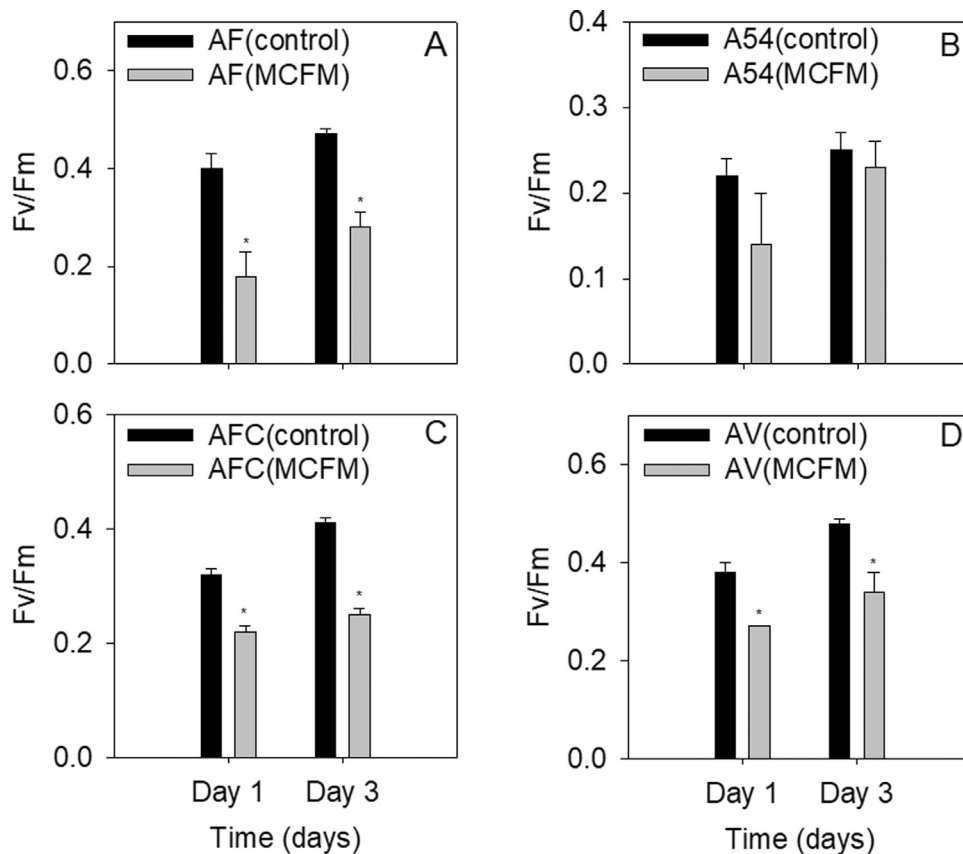 AF(control)
AF(MCFM)
A
Fv/Fm
0.6
0.4
0.2
0.0
*
*
A54(control)
A54(MCFM)
B
Fv/Fm
0.4
0.3
0.2
0.1
0.0
AFC(control)
AFC(MCFM)
C
Fv/Fm
0.6
0.4
0.2
0.0
*
*
Day 1 Day 3
Time (days)
AV(control)
AV(MCFM)
D
Fv/Fm
0.6
0.4
0.2
0.0
*
*
Day 1 Day 3
Time (days)